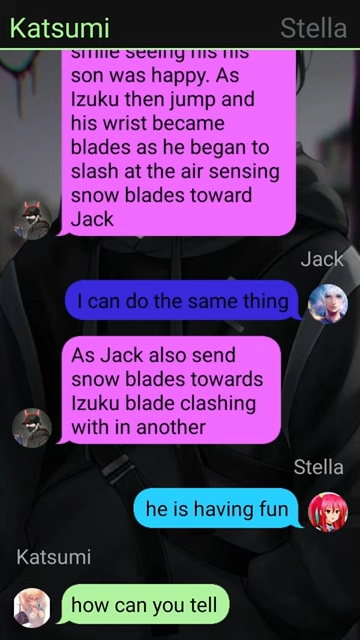 Katsumi
Stella
smile seeing his his
son was happy. As
Izuku then jump and
his wrist became
blades as he began to
slash at the air sensing
snow blades toward
Jack
Jack
I can do the same thing
As Jack also send
snow blades towards
Izuku blade clashing
with in another
Stella
he is having fun
Katsumi
how can you tell